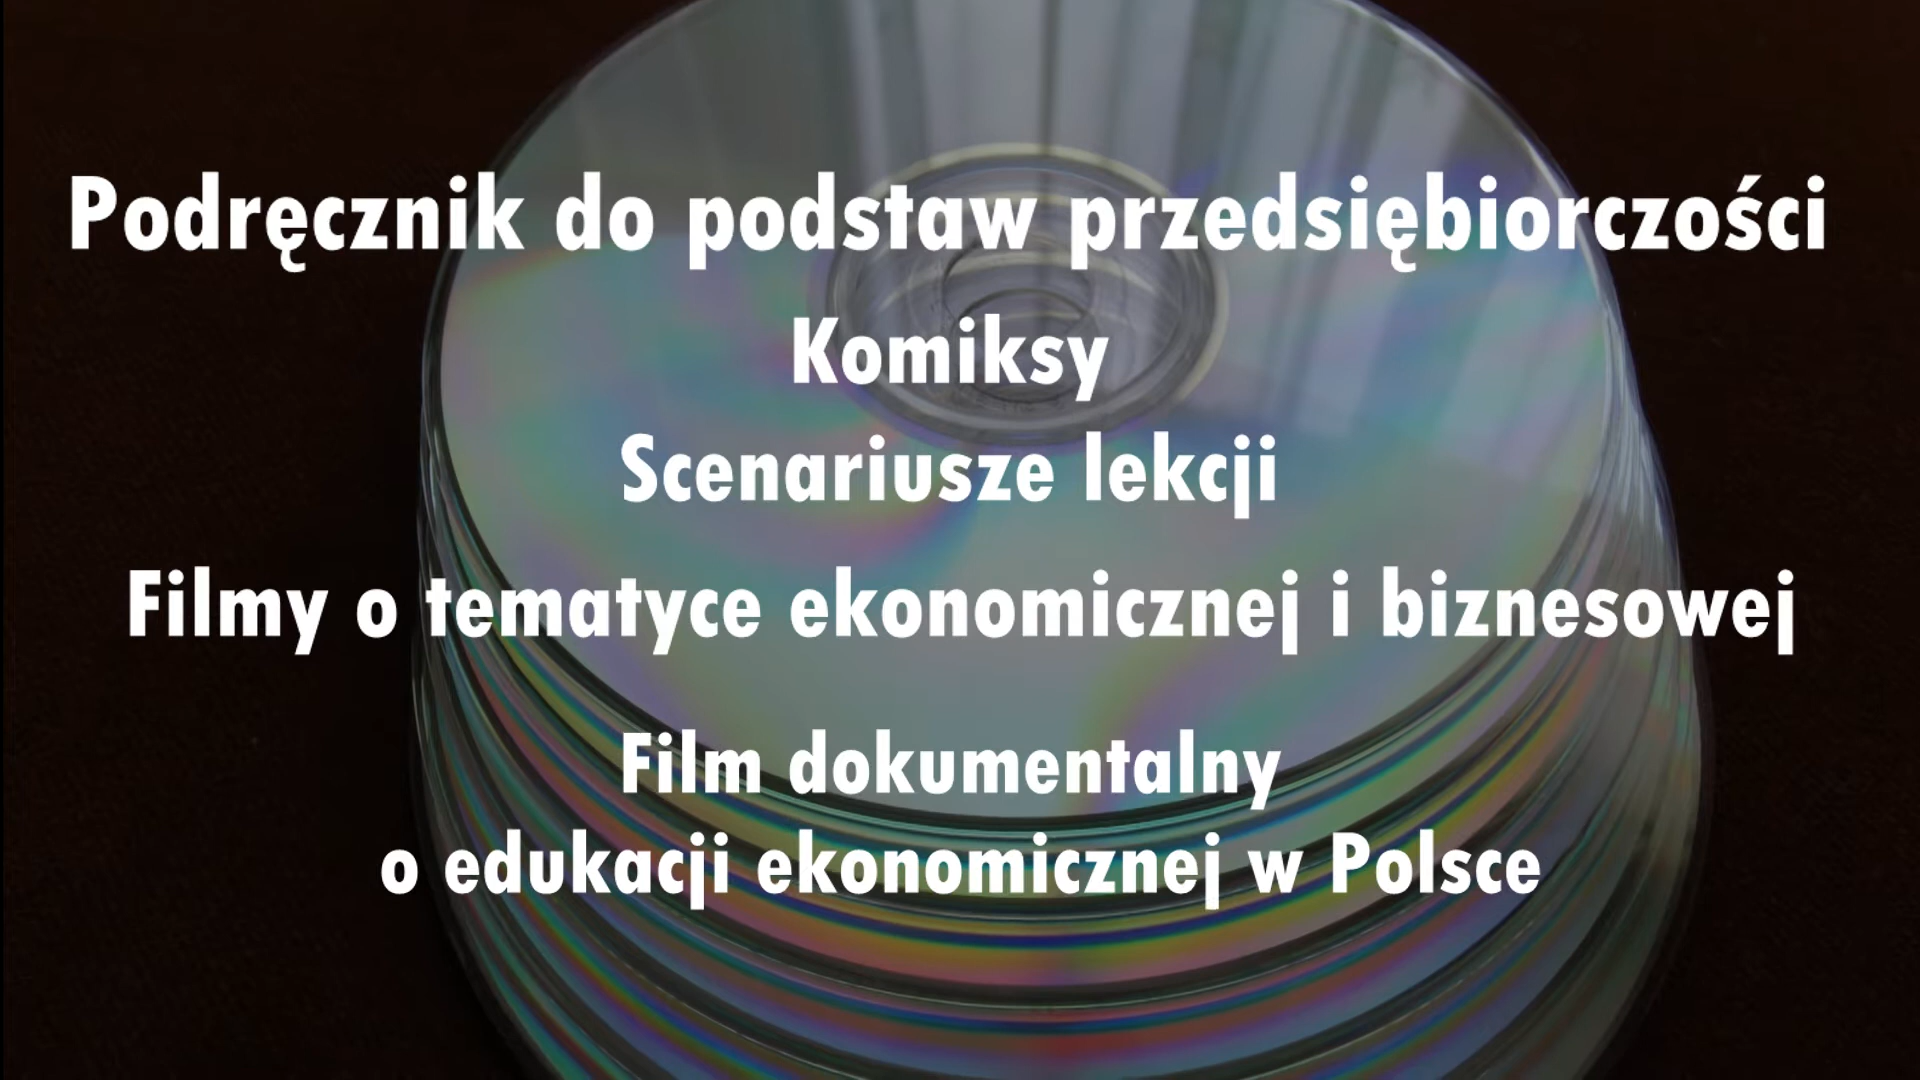 Podręcznik do podstaw przedsiębiorczości
Komiksy
Scenariusze lekcji
Filmy o tematyce ekonomicznej i biznesowej
Film dokumentalny
o edukacji ekonomicznej w Polsce